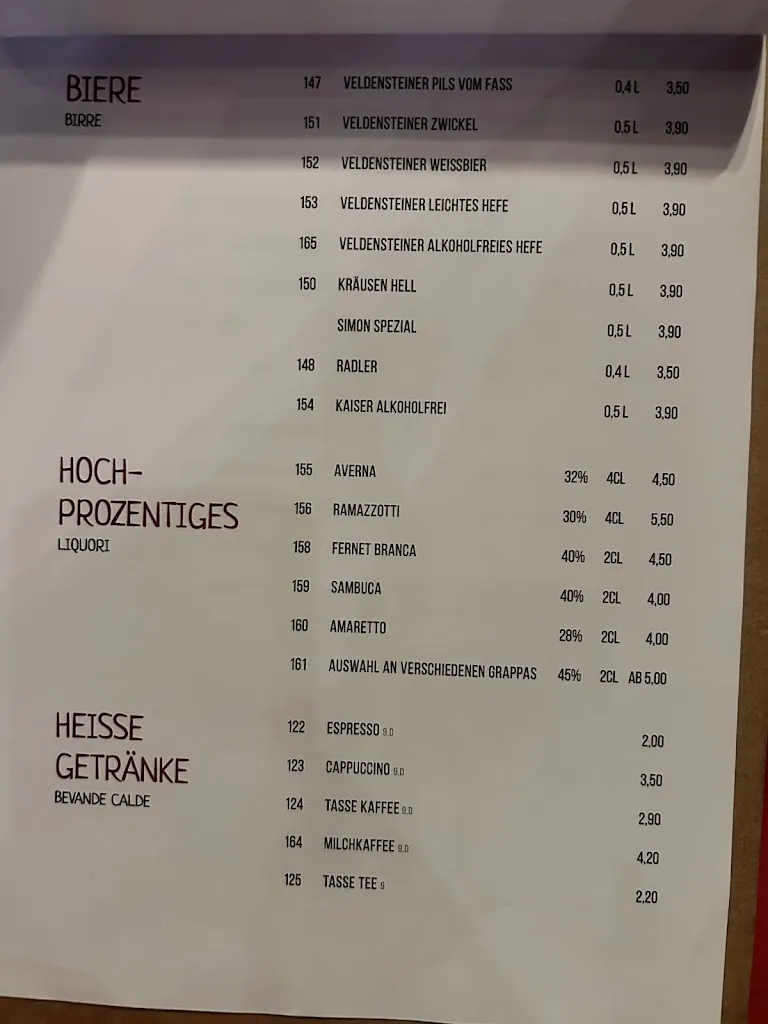 BIERE
BIRRE
147 VELDENSTEINER PILS VOM FASS 0,4 L 3,50
151 VELDENSTEINER ZWICKEL 0,5 L 3,90
152 VELDENSTEINER WEISSBIER 0,5 L 3,90
153 VELDENSTEINER LEICHTES HEFE 0,5 L 3,90
165 VELDENSTEINER ALKOHOLFREIES HEFE 0,5 L 3,90
150 KRÄUSEN HELL 0,5 L 3,90
SIMON SPEZIAL 0,5 L 3,90
148 RADLER 0,4 L 3,50
154 KAISER ALKOHOLFREI 0,5 L 3,90
HOCH-
PROZENTIGES
LIQUORI
155 AVERNA 32% 4CL 4,50
156 RAMAZZOTTI 30% 4CL 5,50
158 FERNET BRANCA 40% 2CL 4,50
159 SAMBUCA 40% 2CL 4,00
160 AMARETTO 28% 2CL 4,00
161 AUSWAHL AN VERSCHIEDENEN GRAPPAS 45% 2CL AB 5,00
HEISSE
GETRÄNKE
BEVANDE CALDE
122 ESPRESSO 9,D 2,00
123 CAPPUCCINO 9,D 3,50
124 TASSE KAFFEE 9,D 2,90
164 MILCHKAFFEE 9,D 4,20
125 TASSE TEE 9 2,20